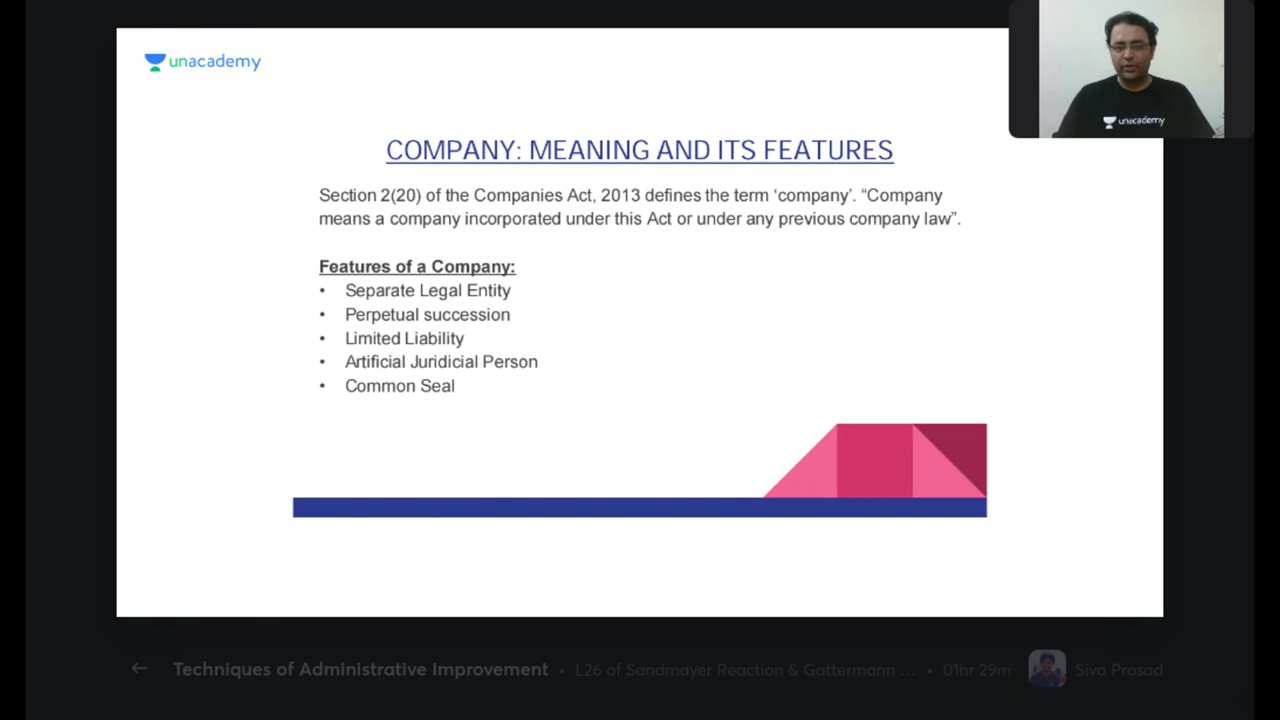 unacademy
unacademy
COMPANY: MEANING AND ITS FEATURES
Section 2(20) of the Companies Act, 2013 defines the term ‘company’. “Company
means a company incorporated under this Act or under any previous company law”.
Features of a Company:
• Separate Legal Entity
• Perpetual succession
• Limited Liability
• Artificial Juridicial Person
• Common Seal
← Techniques of Administrative Improvement • L26 of Sandmayer Reaction & Gattermann ... • 01hr 29m Siva Prasad